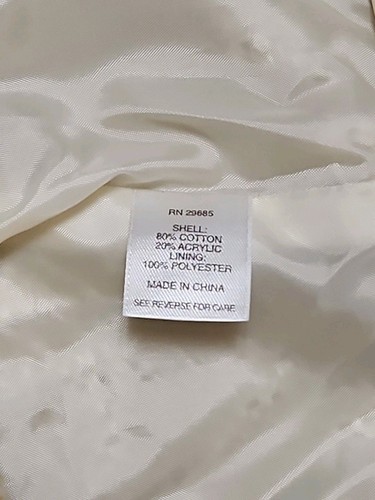 RN 29685
SHELL:
80% COTTON
20% ACRYLIC
LINING:
100% POLYESTER
MADE IN CHINA
SEE REVERSE FOR CARE